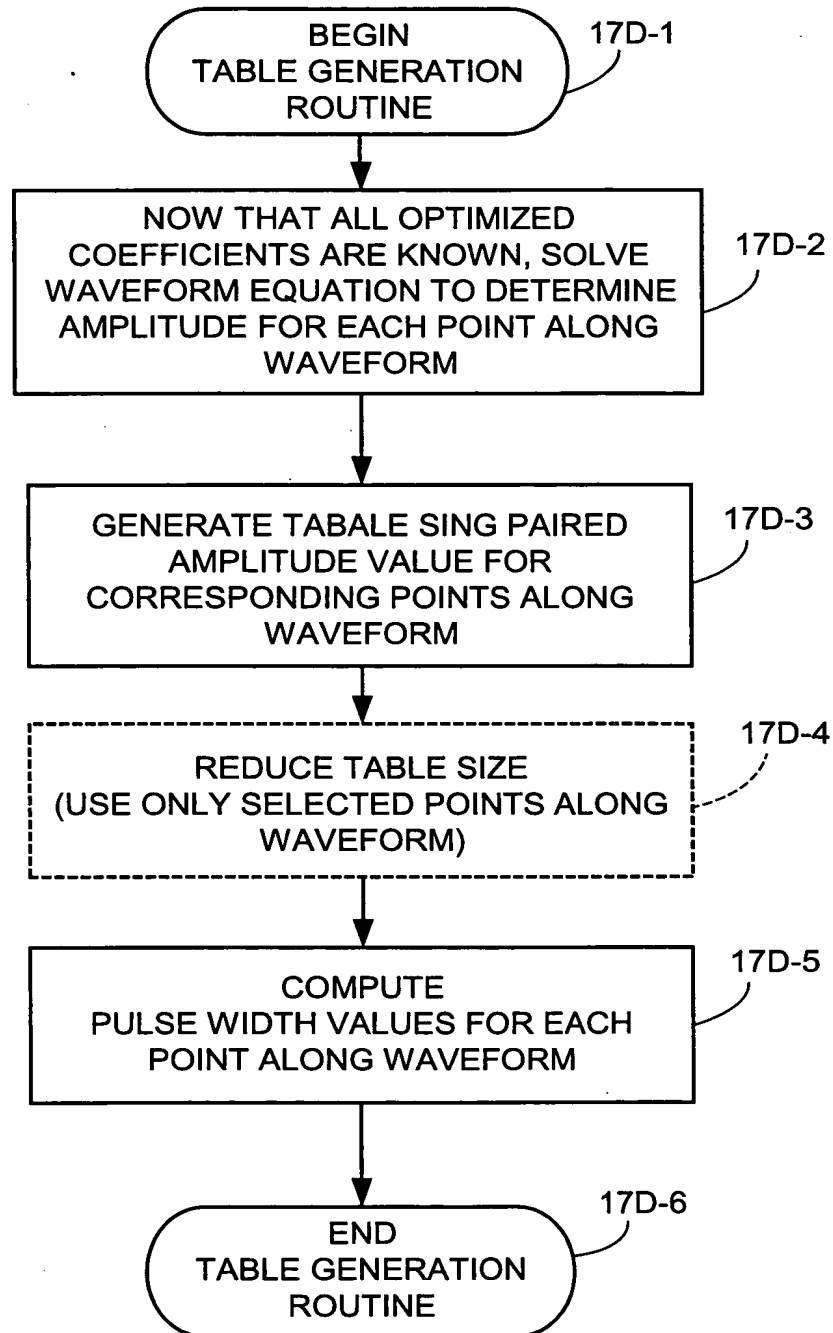 BEGIN
TABLE GENERATION
ROUTINE
17D-1
NOW THAT ALL OPTIMIZED
COEFFICIENTS ARE KNOWN, SOLVE
WAVEFORM EQUATION TO DETERMINE
AMPLITUDE FOR EACH POINT ALONG
WAVEFORM
17D-2
GENERATE TABALE SING PAIRED
AMPLITUDE VALUE FOR
CORRESPONDING POINTS ALONG
WAVEFORM
17D-3
REDUCE TABLE SIZE
(USE ONLY SELECTED POINTS ALONG
WAVEFORM)
17D-4
COMPUTE
PULSE WIDTH VALUES FOR EACH
POINT ALONG WAVEFORM
17D-5
END
TABLE GENERATION
ROUTINE
17D-6